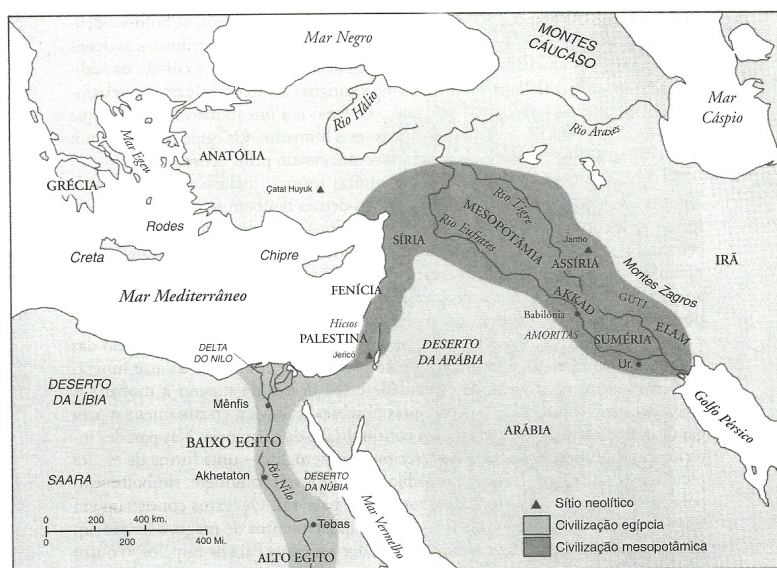 Mar Negro
MONTES
CÁUCASO
Mar
Cáspio
Rio Hálio
Rio Araxes
Mar Egeu
ANATÓLIA
GRÉCIA
Çatal Huyuk
Rio Tigre
MESOPOTÂMIA
Rio Eufrates
Rodes
Creta
Chipre
SÍRIA
Jarmo
ASSÍRIA
IRÃ
Montes Zagros
Mar Mediterrâneo
FENÍCIA
AKKAD
GUTI
ELAM
Babilônia
AMORITAS
SUMÉRIA
Hicsos
PALESTINA
Jericó
DESERTO
DA ARÁBIA
Ur.
DELTA
DO NILO
DESERTO
DA LÍBIA
Golfo Pérsico
Mênfis
BAIXO EGITO
ARÁBIA
SAARA
Akhetaton
Rio Nilo
DESERTO
DA NÚBIA
Mar Vermelho
Tebas
ALTO EGITO
0 200 400 km.
0 200 400 Mi.
Sítio neolítico
Civilização egípcia
Civilização mesopotâmica